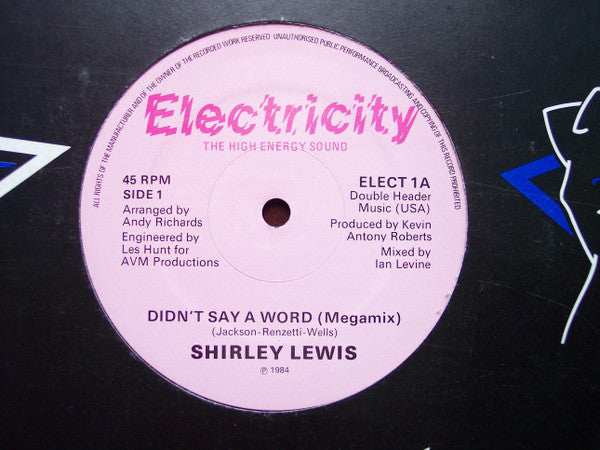 ALL RIGHTS OF THE MANUFACTURER AND OF THE OWNER OF THE RECORDED WORK RESERVED UNAUTHORISED PUBLIC PERFORMANCE BROADCASTING AND COPYING OF THIS RECORD PROHIBITED
Electricity
THE HIGH ENERGY SOUND
45 RPM
SIDE 1
Arranged by
Andy Richards
Engineered by
Les Hunt for
AVM Productions
ELECT 1A
Double Header
Music (USA)
Produced by Kevin
Antony Roberts
Mixed by
Ian Levine
DIDN'T SAY A WORD (Megamix)
(Jackson-Renzetti-Wells)
SHIRLEY LEWIS
℗ 1984